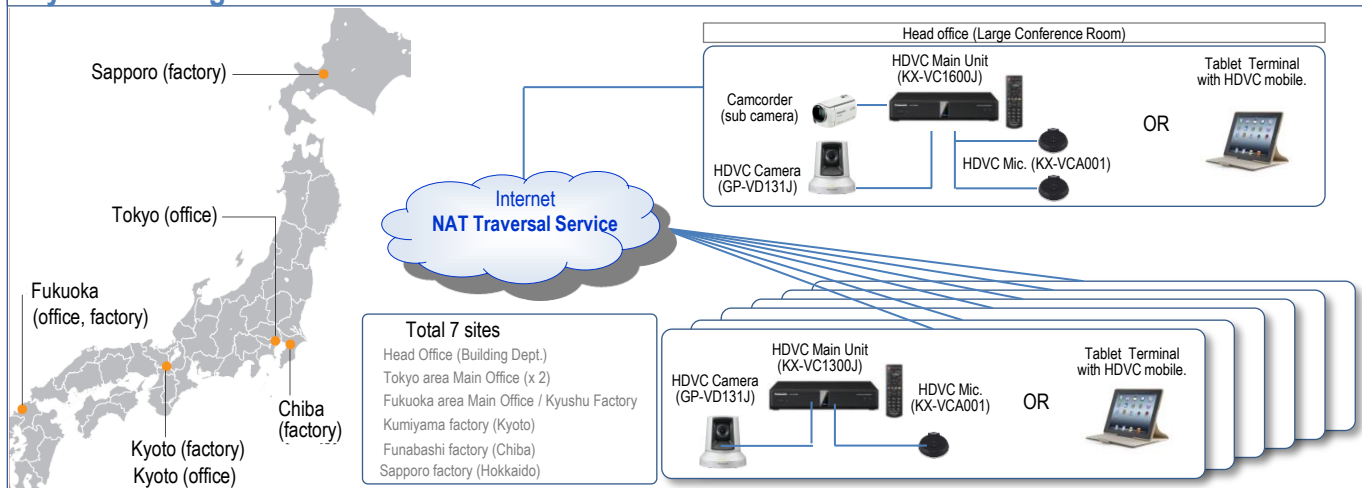 Sapporo (factory)
Tokyo (office)
Fukuoka
(office, factory)
Chiba
(factory)
Kyoto (factory)
Kyoto (office)
Internet
NAT Traversal Service
Total 7 sites
Head Office (Building Dept.)
Tokyo area Main Office (x 2)
Fukuoka area Main Office / Kyushu Factory
Kumiyama factory (Kyoto)
Funabashi factory (Chiba)
Sapporo factory (Hokkaido)
Head office (Large Conference Room)
HDVC Main Unit
(KX-VC1600J)
Camcorder
(sub camera)
HDVC Camera
(GP-VD131J)
HDVC Mic. (KX-VCA001)
OR
Tablet Terminal
with HDVC mobile.
HDVC Main Unit
(KX-VC1300J)
HDVC Camera
(GP-VD131J)
HDVC Mic.
(KX-VCA001)
OR
Tablet Terminal
with HDVC mobile.